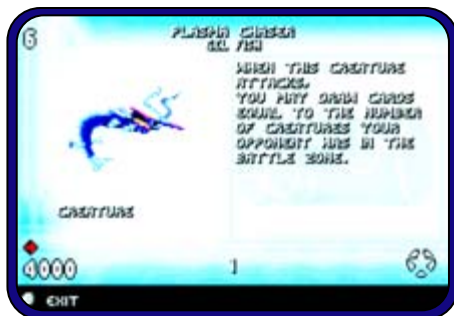 6
PLASMA CHASER
GEL FISH
WHEN THIS CREATURE
ATTACKS,
YOU MAY DRAW CARDS
EQUAL TO THE NUMBER
OF CREATURES YOUR
OPPONENT HAS IN THE
BATTLE ZONE.
CREATURE
4000
1
EXIT